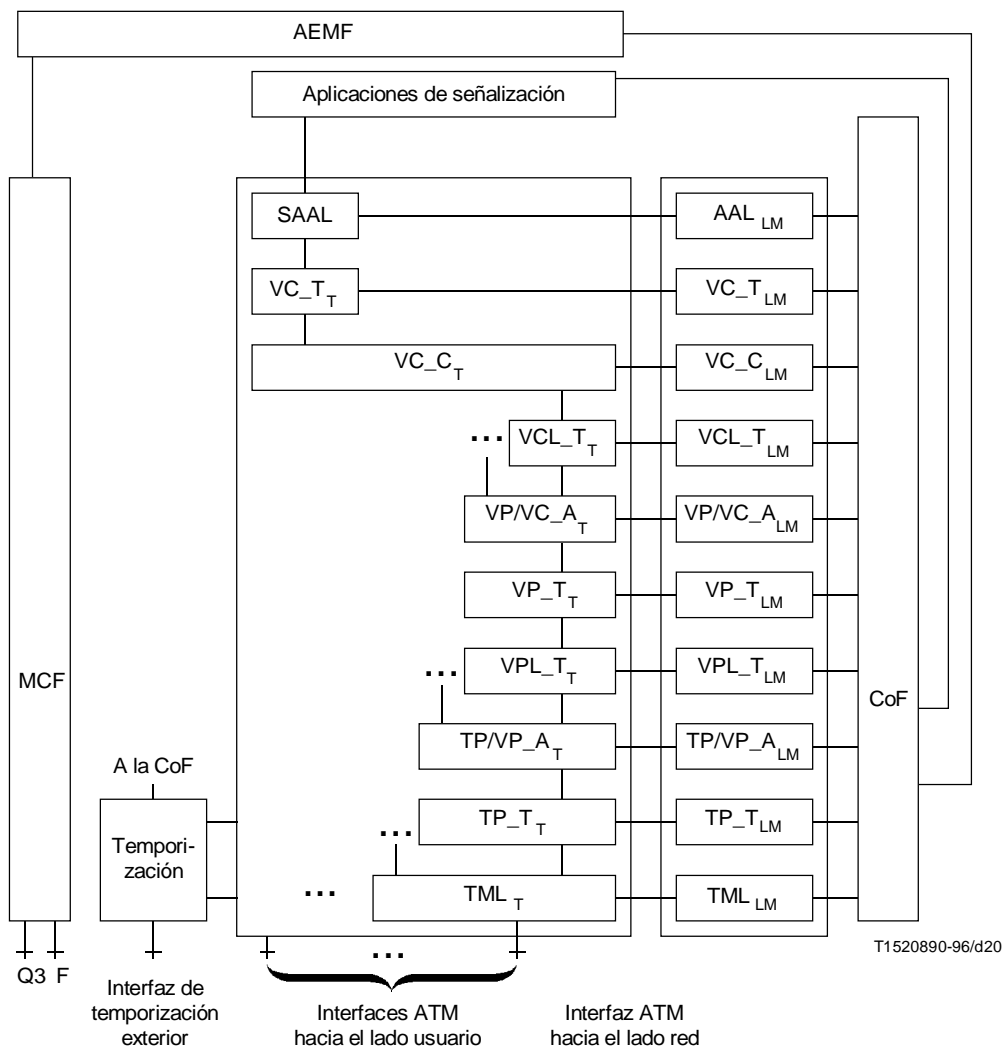 AEMF
Aplicaciones de señalización
SAAL
AAL LM
VC_T T
VC_T LM
VC_C T
VC_C LM
... VCL_T T
VCL_T LM
VP/VC_A T
VP/VC_A LM
VP_T T
VP_T LM
... VPL_T T
VPL_T LM
MCF
CoF
TP/VP_A T
TP/VP_A LM
A la CoF
... TP_T T
TP_T LM
Tempori-
zación
... TML T
TML LM
T1520890-96/d20
...
Q3 F
Interfaz de
temporización
exterior
Interfaces ATM
hacia el lado usuario
Interfaz ATM
hacia el lado red